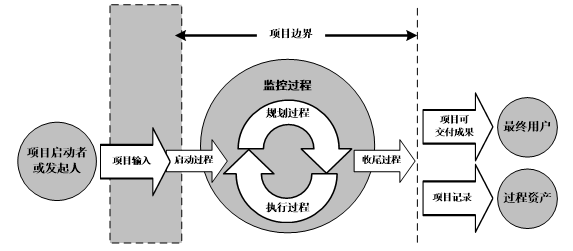 项目边界
监控过程
规划过程
项目启动者
或发起人
项目输入
启动过程
收尾过程
执行过程
项目可
交付成果
最终用户
项目记录
过程资产